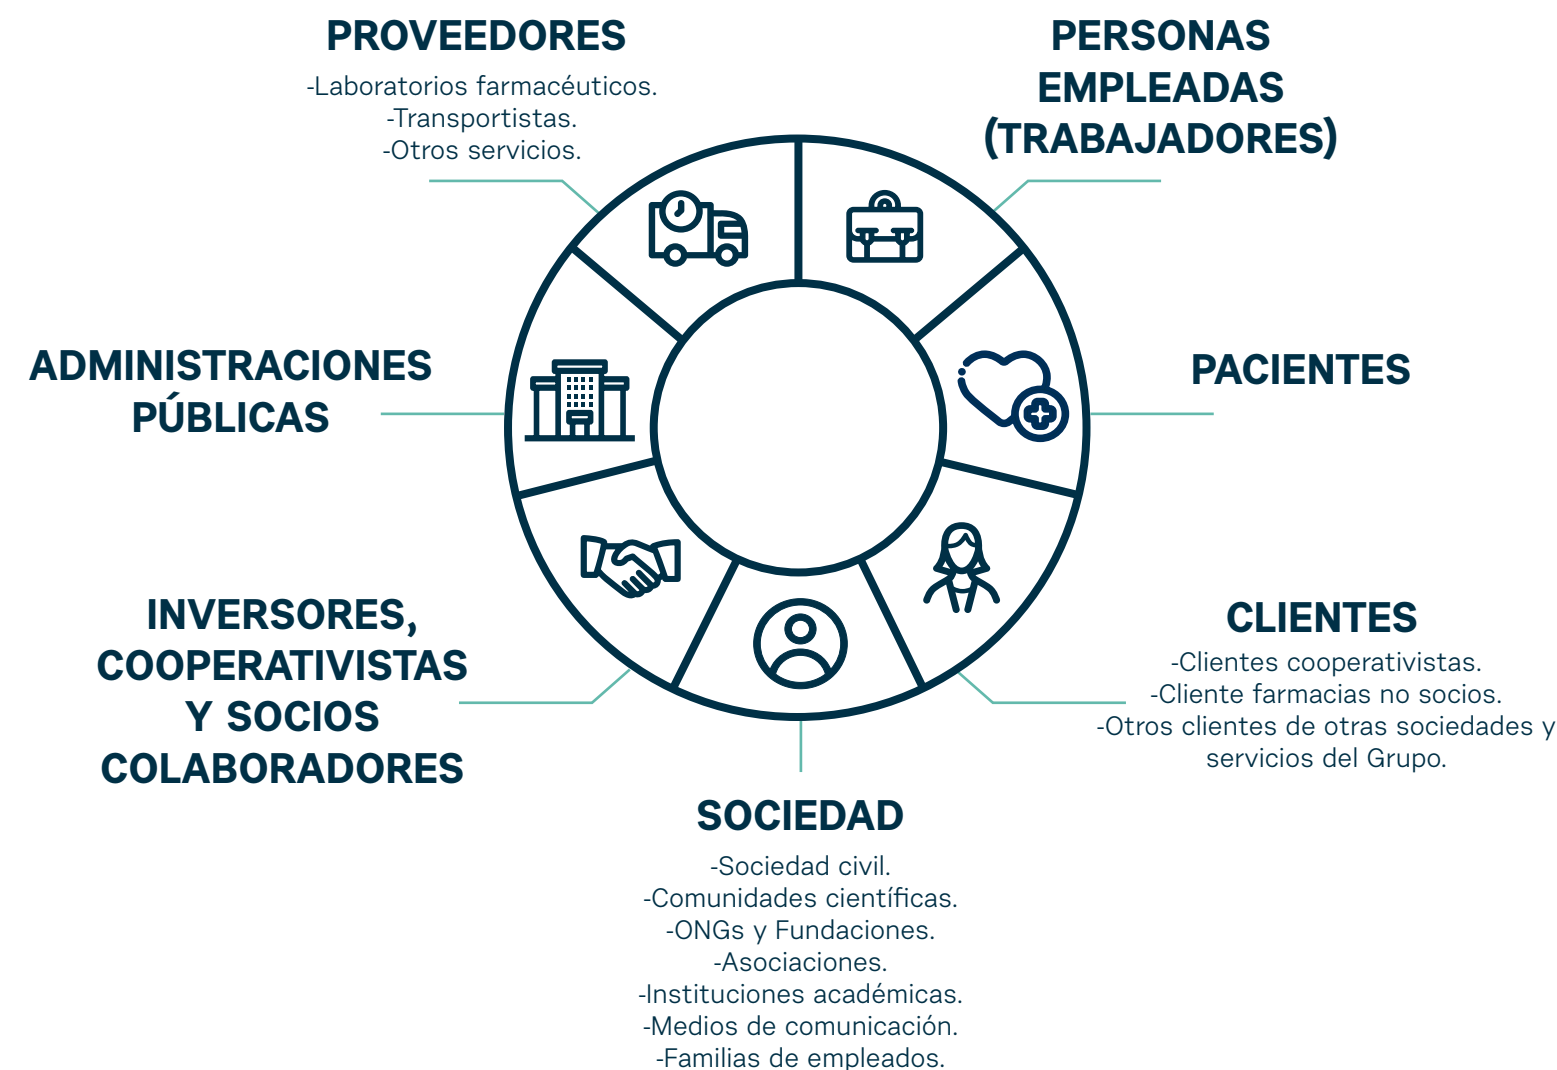 PROVEEDORES
-Laboratorios farmacéuticos.
-Transportistas.
-Otros servicios.
PERSONAS
EMPLEADAS
(TRABAJADORES)
ADMINISTRACIONES
PÚBLICAS
PACIENTES
INVERSORES,
COOPERATIVISTAS
Y SOCIOS
COLABORADORES
CLIENTES
-Clientes cooperativistas.
-Cliente farmacias no socios.
-Otros clientes de otras sociedades y
servicios del Grupo.
SOCIEDAD
-Sociedad civil.
-Comunidades científicas.
-ONGs y Fundaciones.
-Asociaciones.
-Instituciones académicas.
-Medios de comunicación.
-Familias de empleados.